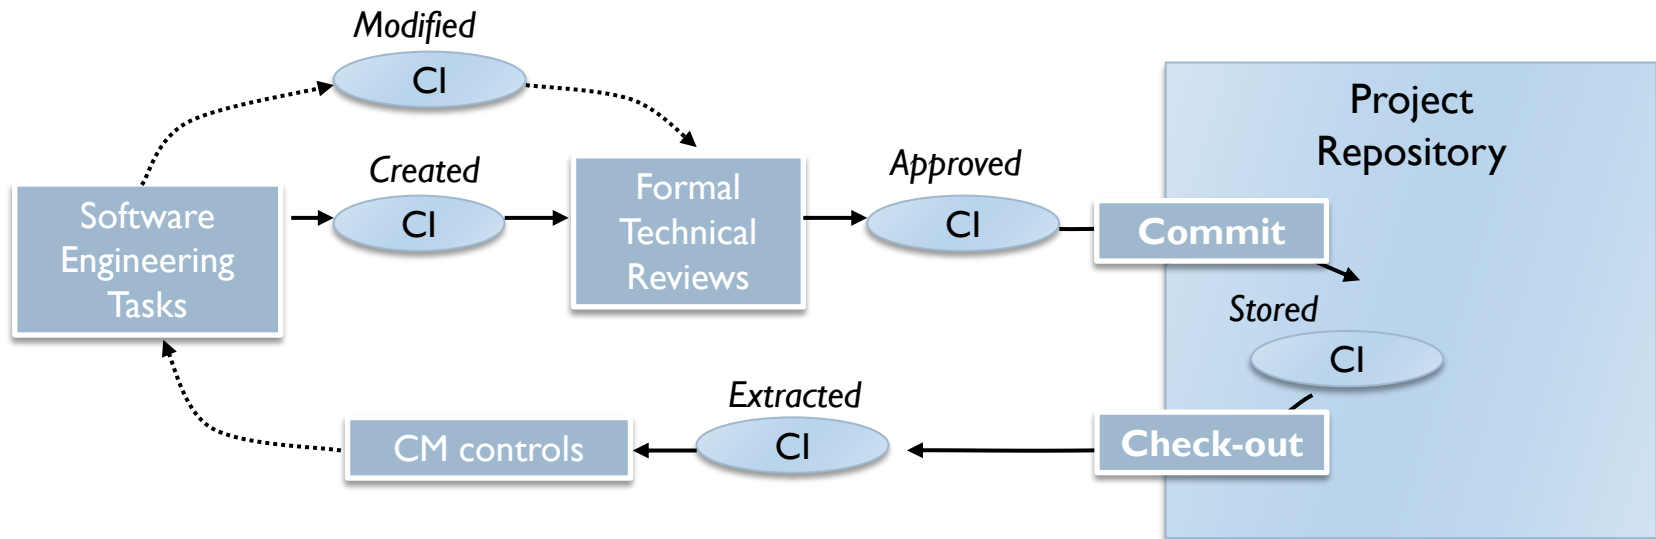 Modified
CI
Project
Repository
Created
CI
Approved
CI
Software
Engineering
Tasks
Formal
Technical
Reviews
Commit
Stored
CI
Extracted
CI
CM controls
Check-out